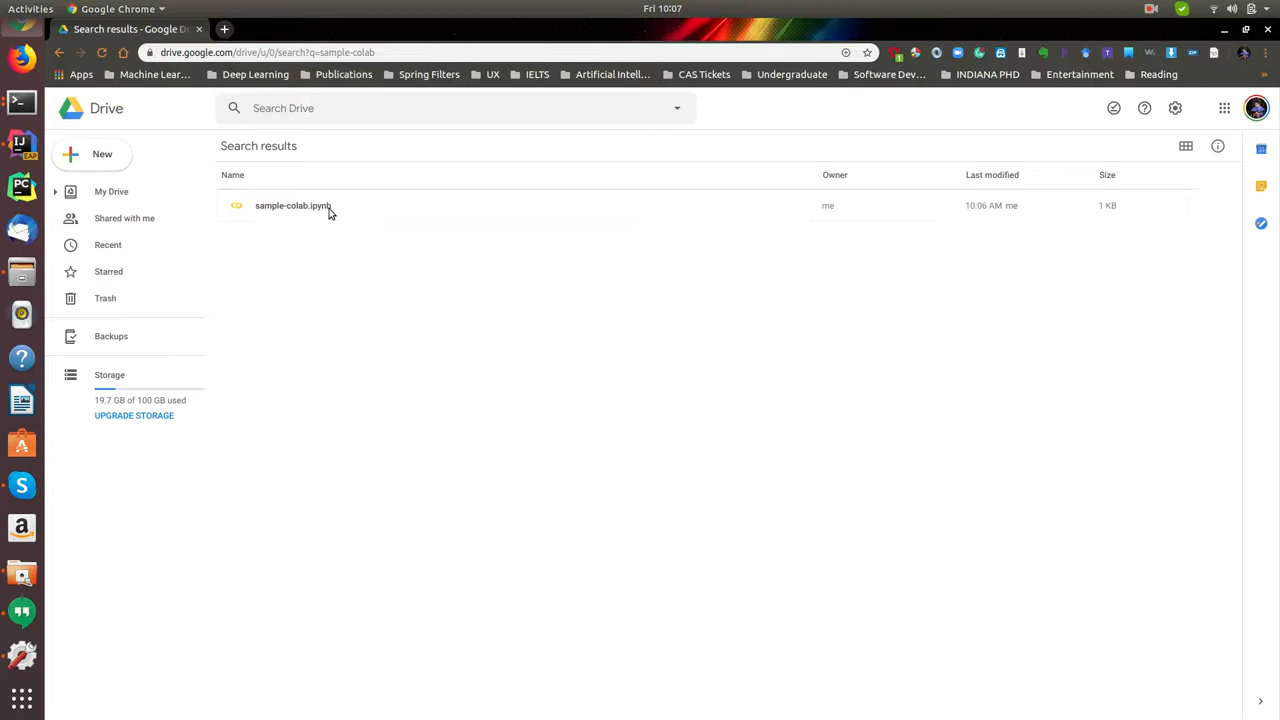 Activities Google Chrome Fri 10:07
Search results - Google D
drive.google.com/drive/u/0/search?q=sample-colab
Apps Machine Lear... Deep Learning Publications Spring Filters UX IELTS Artificial Intell... CAS Tickets Undergraduate Software Dev... INDIANA PHD Entertainment Reading
Drive Search Drive
New
Search results
Name Owner Last modified Size
sample-colab.ipynb me 10:06 AM me 1 KB
My Drive
Shared with me
Recent
Starred
Trash
Backups
Storage
19.7 GB of 100 GB used
UPGRADE STORAGE